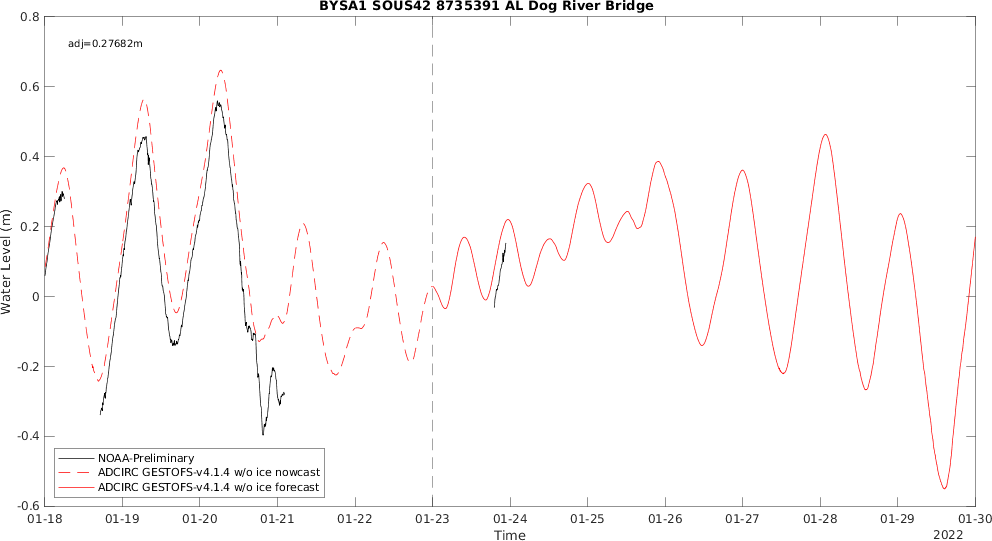 BYSA1 SOUS42 8735391 AL Dog River Bridge
adj=0.27682m
Water Level (m)
0.8
0.6
0.4
0.2
0
-0.2
-0.4
-0.6
NOAA-Preliminary
ADCIRC GESTOFS-v4.1.4 w/o ice nowcast
ADCIRC GESTOFS-v4.1.4 w/o ice forecast
01-18 01-19 01-20 01-21 01-22 01-23 01-24 01-25 01-26 01-27 01-28 01-29 01-30
Time
2022